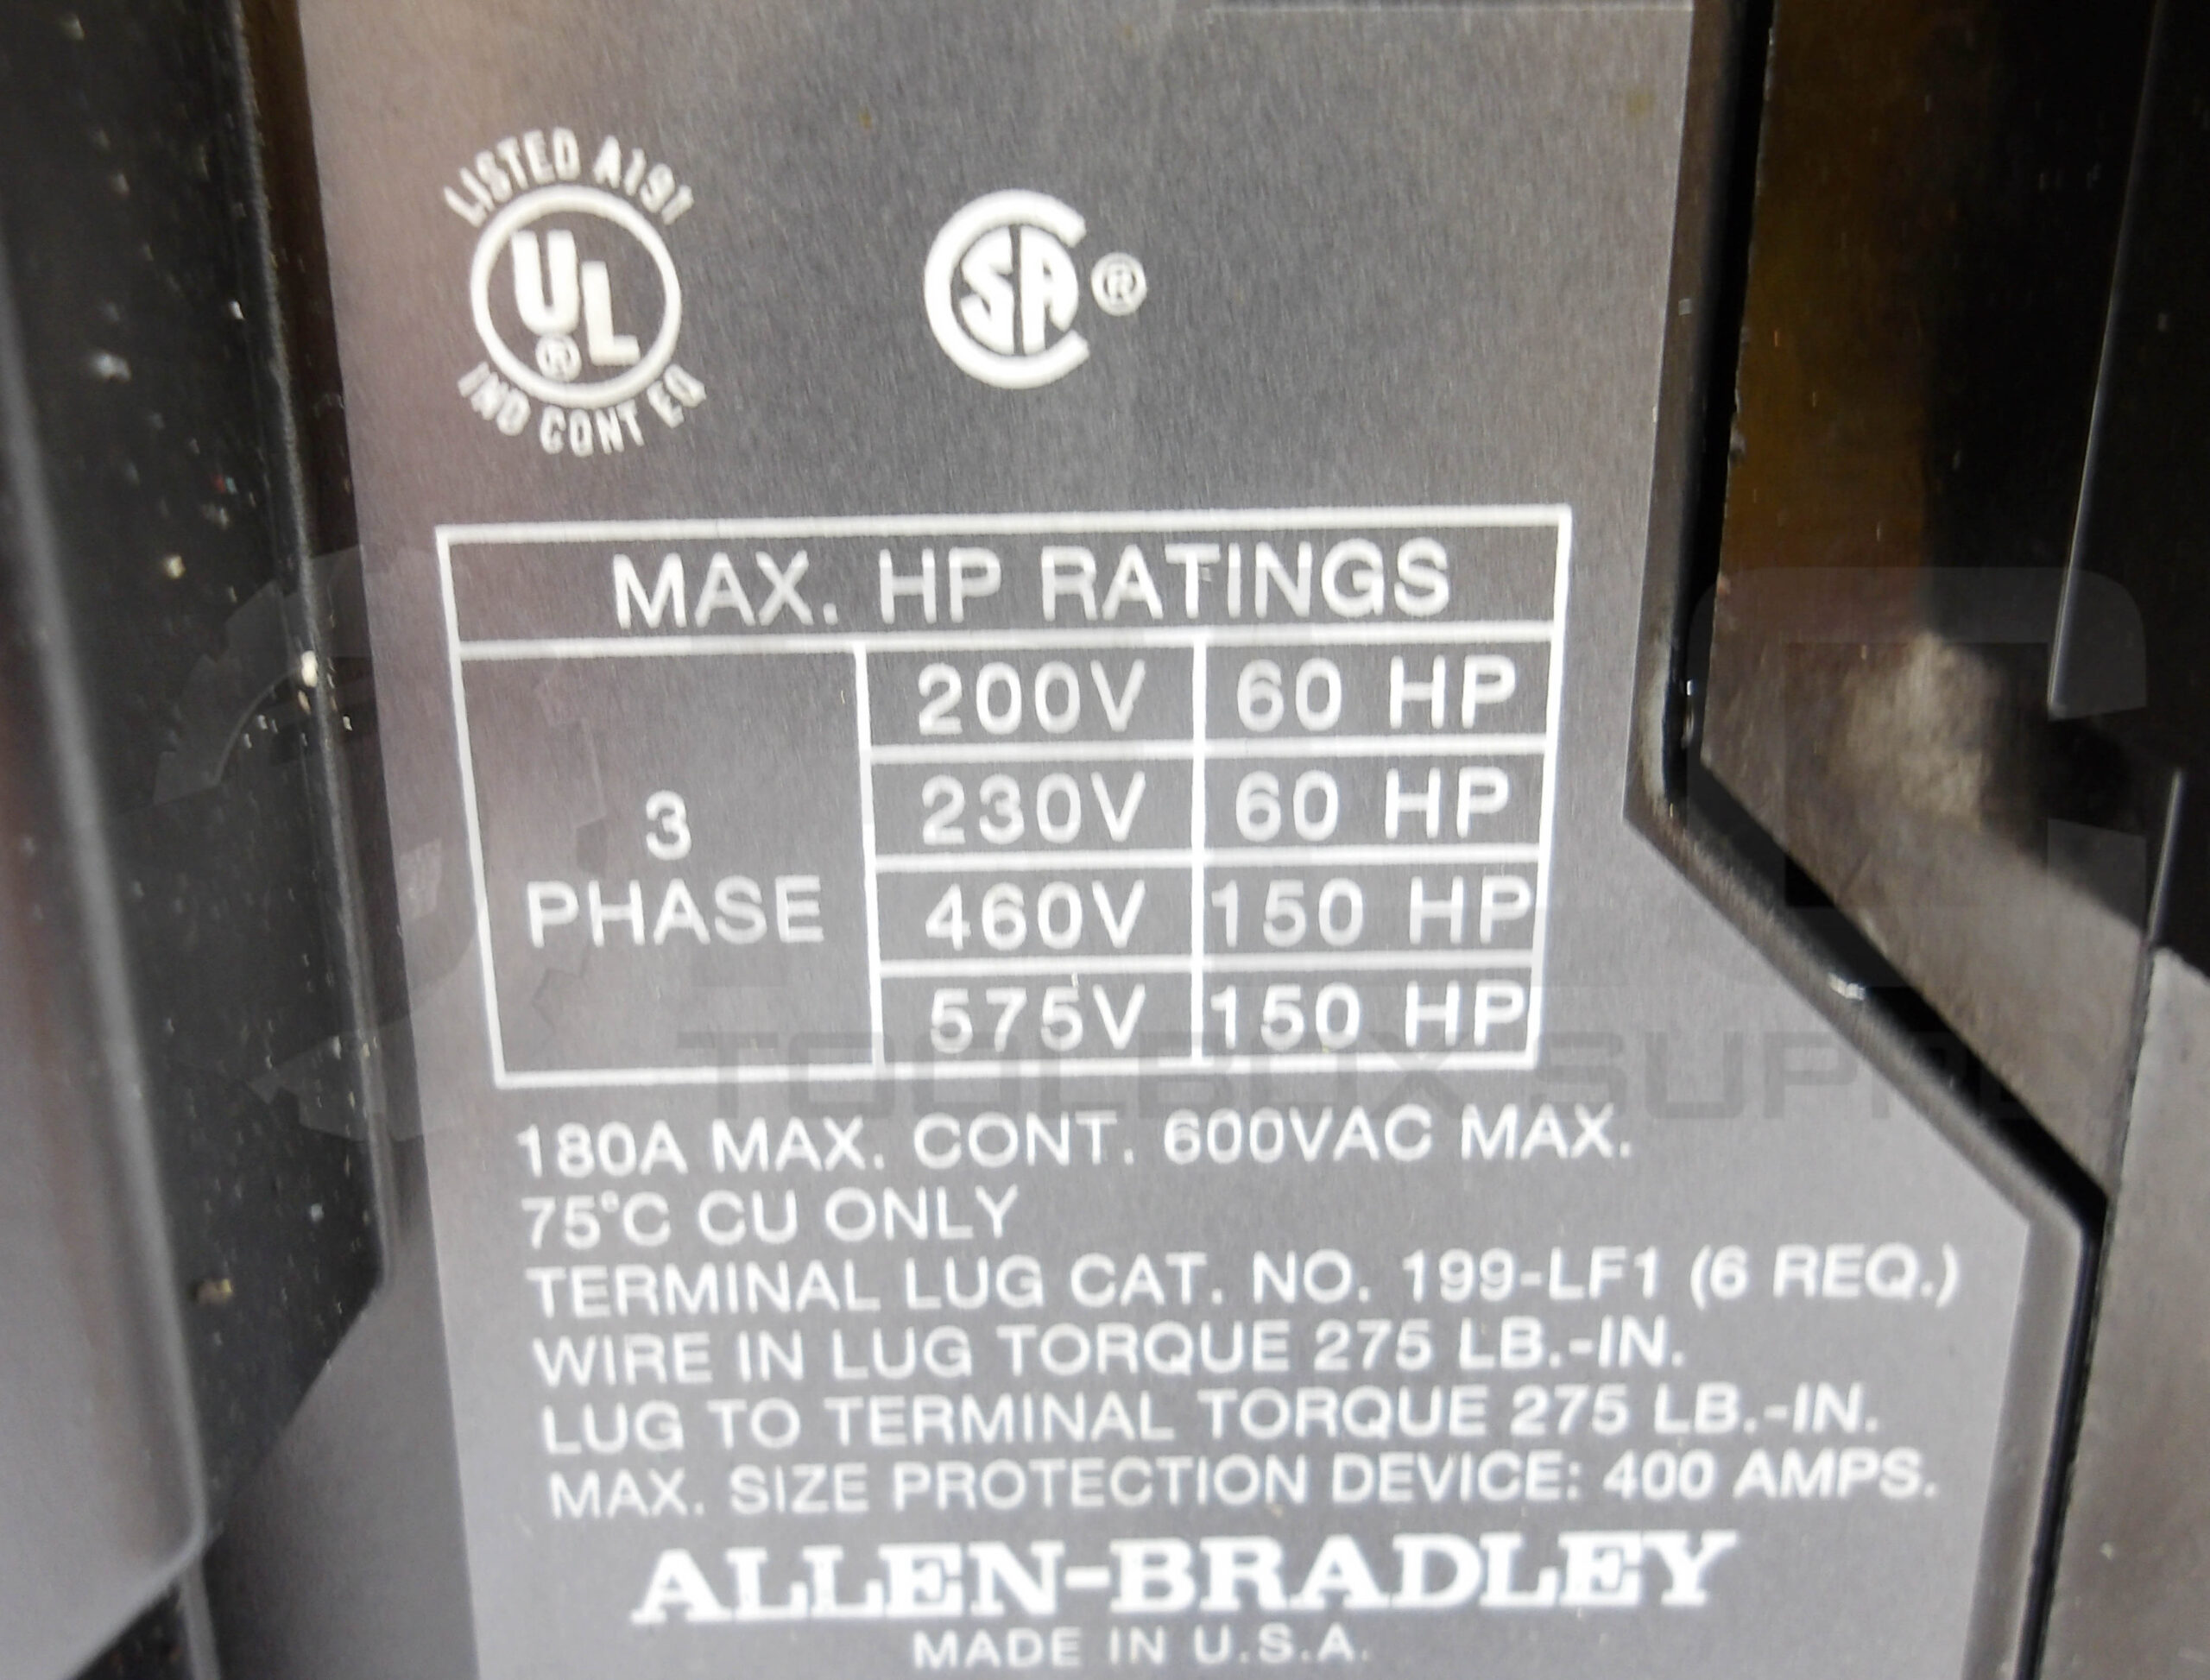 LISTED A191
UL®
IND CONT EQ
CSA®
MAX. HP RATINGS
3 PHASE
200V 60 HP
230V 60 HP
460V 150 HP
575V 150 HP
TOOLBOX SUPPLY
180A MAX. CONT. 600VAC MAX.
75°C CU ONLY
TERMINAL LUG CAT. NO. 199-LF1 (6 REQ.)
WIRE IN LUG TORQUE 275 LB.-IN.
LUG TO TERMINAL TORQUE 275 LB.-IN.
MAX. SIZE PROTECTION DEVICE: 400 AMPS.
ALLEN-BRADLEY
MADE IN U.S.A.